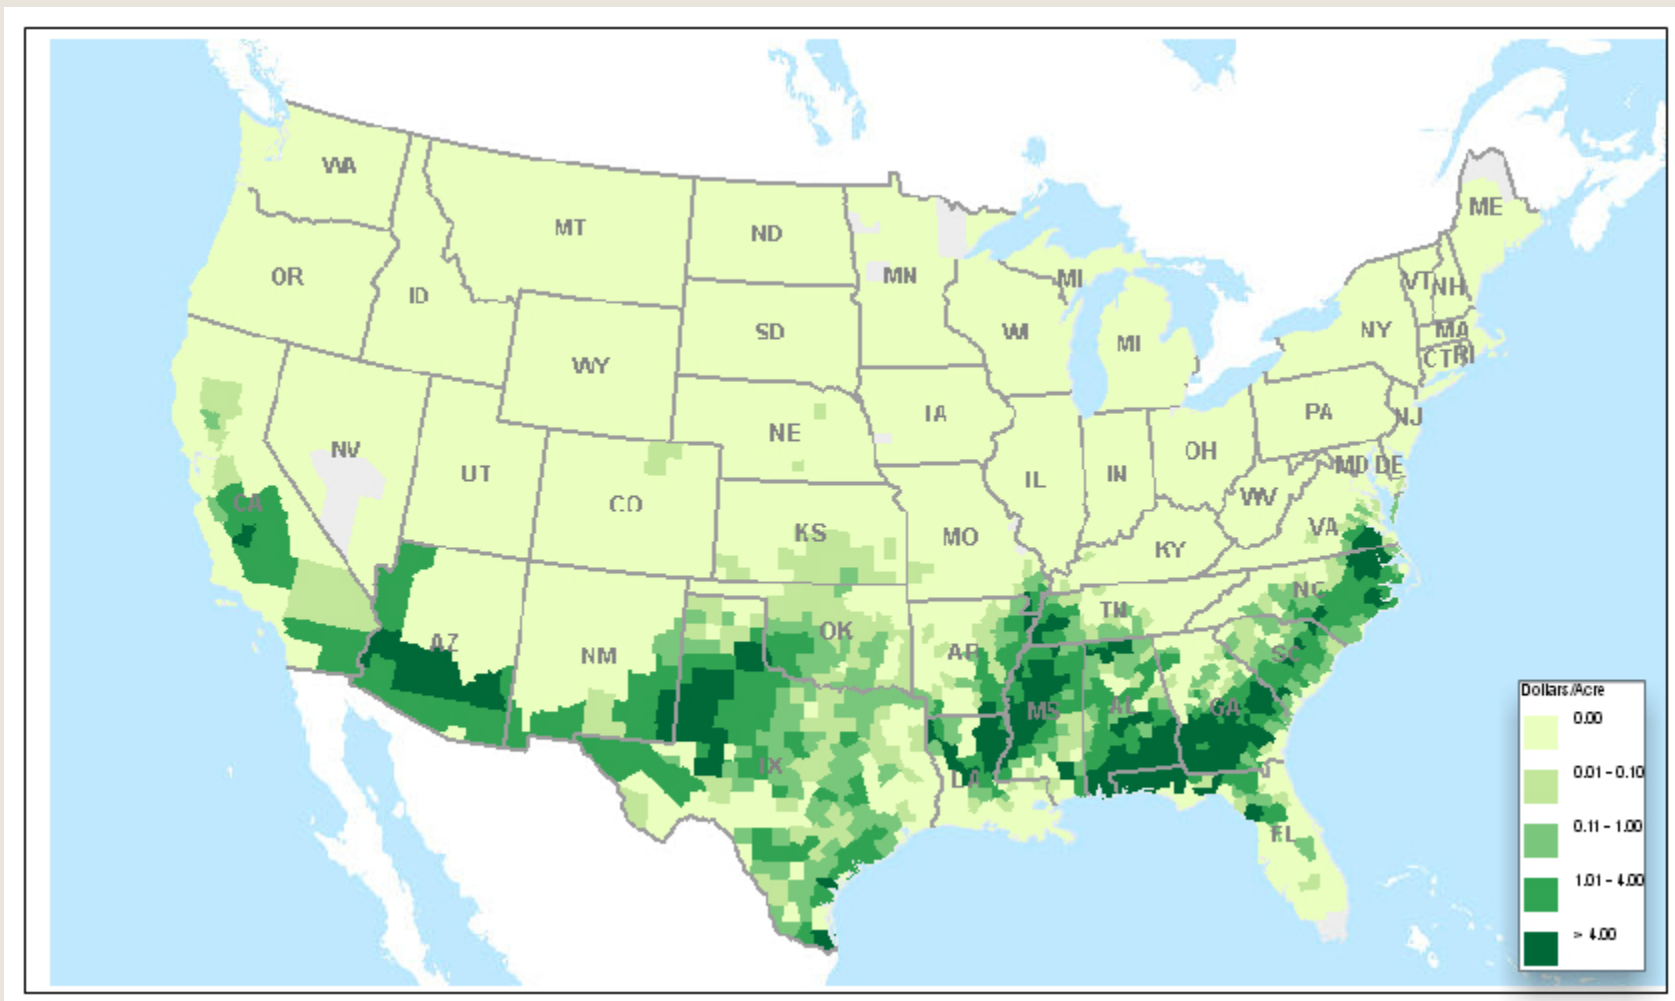 WA
MT
ND
ME
OR
ID
MN
MI
VT
NH
SD
WI
NY
MA
WY
MI
CT
RI
IA
PA
NJ
NE
NV
OH
UT
IL
IN
MD
DE
CA
CO
WV
KS
VA
MO
KY
NC
TN
OK
AZ
NM
AR
SC
MS
AL
GA
TX
LA
FL
Dollars/Acre
0.00
0.01 - 0.10
0.11 - 1.00
1.01 - 4.00
> 4.00